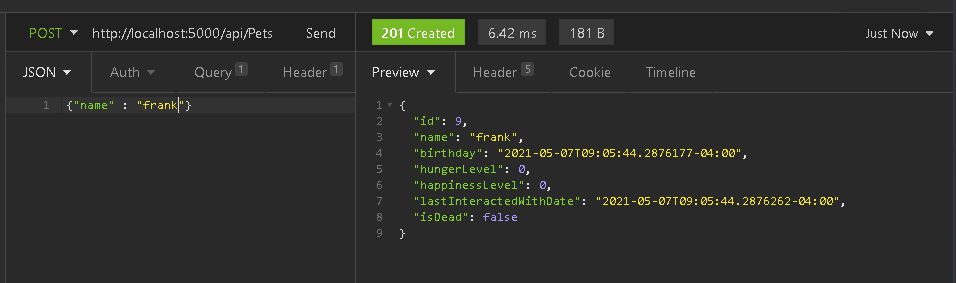 POST http://localhost:5000/api/Pets Send 201 Created 6.42 ms 181 B Just Now
JSON Auth Query 1 Header 1 Preview Header 5 Cookie Timeline
1 {"name" : "frank"}
1 {
2 "id": 9,
3 "name": "frank",
4 "birthday": "2021-05-07T09:05:44.2876177-04:00",
5 "hungerLevel": 0,
6 "happinessLevel": 0,
7 "lastInteractedWithDate": "2021-05-07T09:05:44.2876262-04:00",
8 "isDead": false
9 }